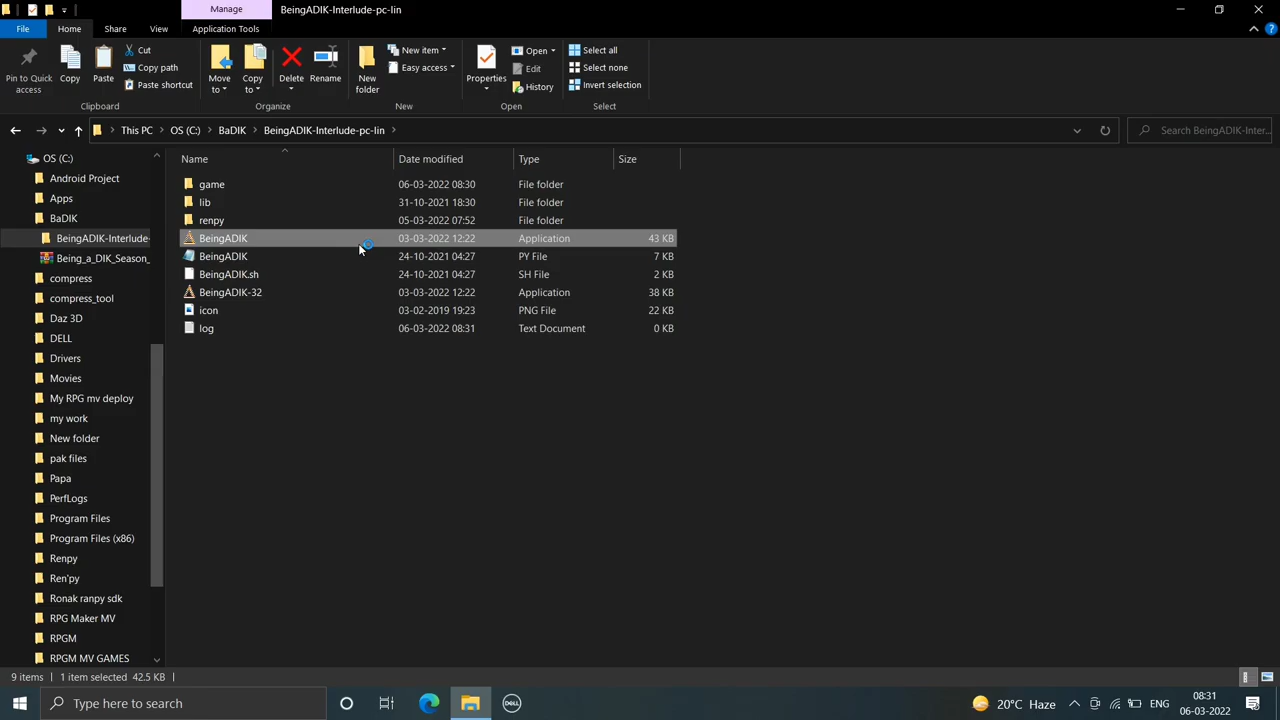 Manage
BeingADIK-Interlude-pc-lin
File
Home
Share
View
Application Tools
Pin to Quick access
Copy
Paste
Cut
Copy path
Paste shortcut
Clipboard
Move to
Copy to
Delete
Rename
Organize
New folder
New item
Easy access
New
Properties
Open
Edit
History
Open
Select all
Select none
Invert selection
Select
This PC
OS (C:)
BaDIK
BeingADIK-Interlude-pc-lin
Search BeingADIK-Inter...
Name
Date modified
Type
Size
OS (C:)
Android Project
Apps
BaDIK
BeingADIK-Interlude-
Being_a_DIK_Season_
compress
compress_tool
Daz 3D
DELL
Drivers
Movies
My RPG mv deploy
my work
New folder
pak files
Papa
PerfLogs
Program Files
Program Files (x86)
Renpy
Ren'py
Ronak ranpy sdk
RPG Maker MV
RPGM
RPGM MV GAMES
game 06-03-2022 08:30 File folder
lib 31-10-2021 18:30 File folder
renpy 05-03-2022 07:52 File folder
BeingADIK 03-03-2022 12:22 Application 43 KB
BeingADIK 24-10-2021 04:27 PY File 7 KB
BeingADIK.sh 24-10-2021 04:27 SH File 2 KB
BeingADIK-32 03-03-2022 12:22 Application 38 KB
icon 03-02-2019 19:23 PNG File 22 KB
log 06-03-2022 08:31 Text Document 0 KB
9 items
1 item selected 42.5 KB
Type here to search
DELL
20°C Haze
ENG
08:31
06-03-2022